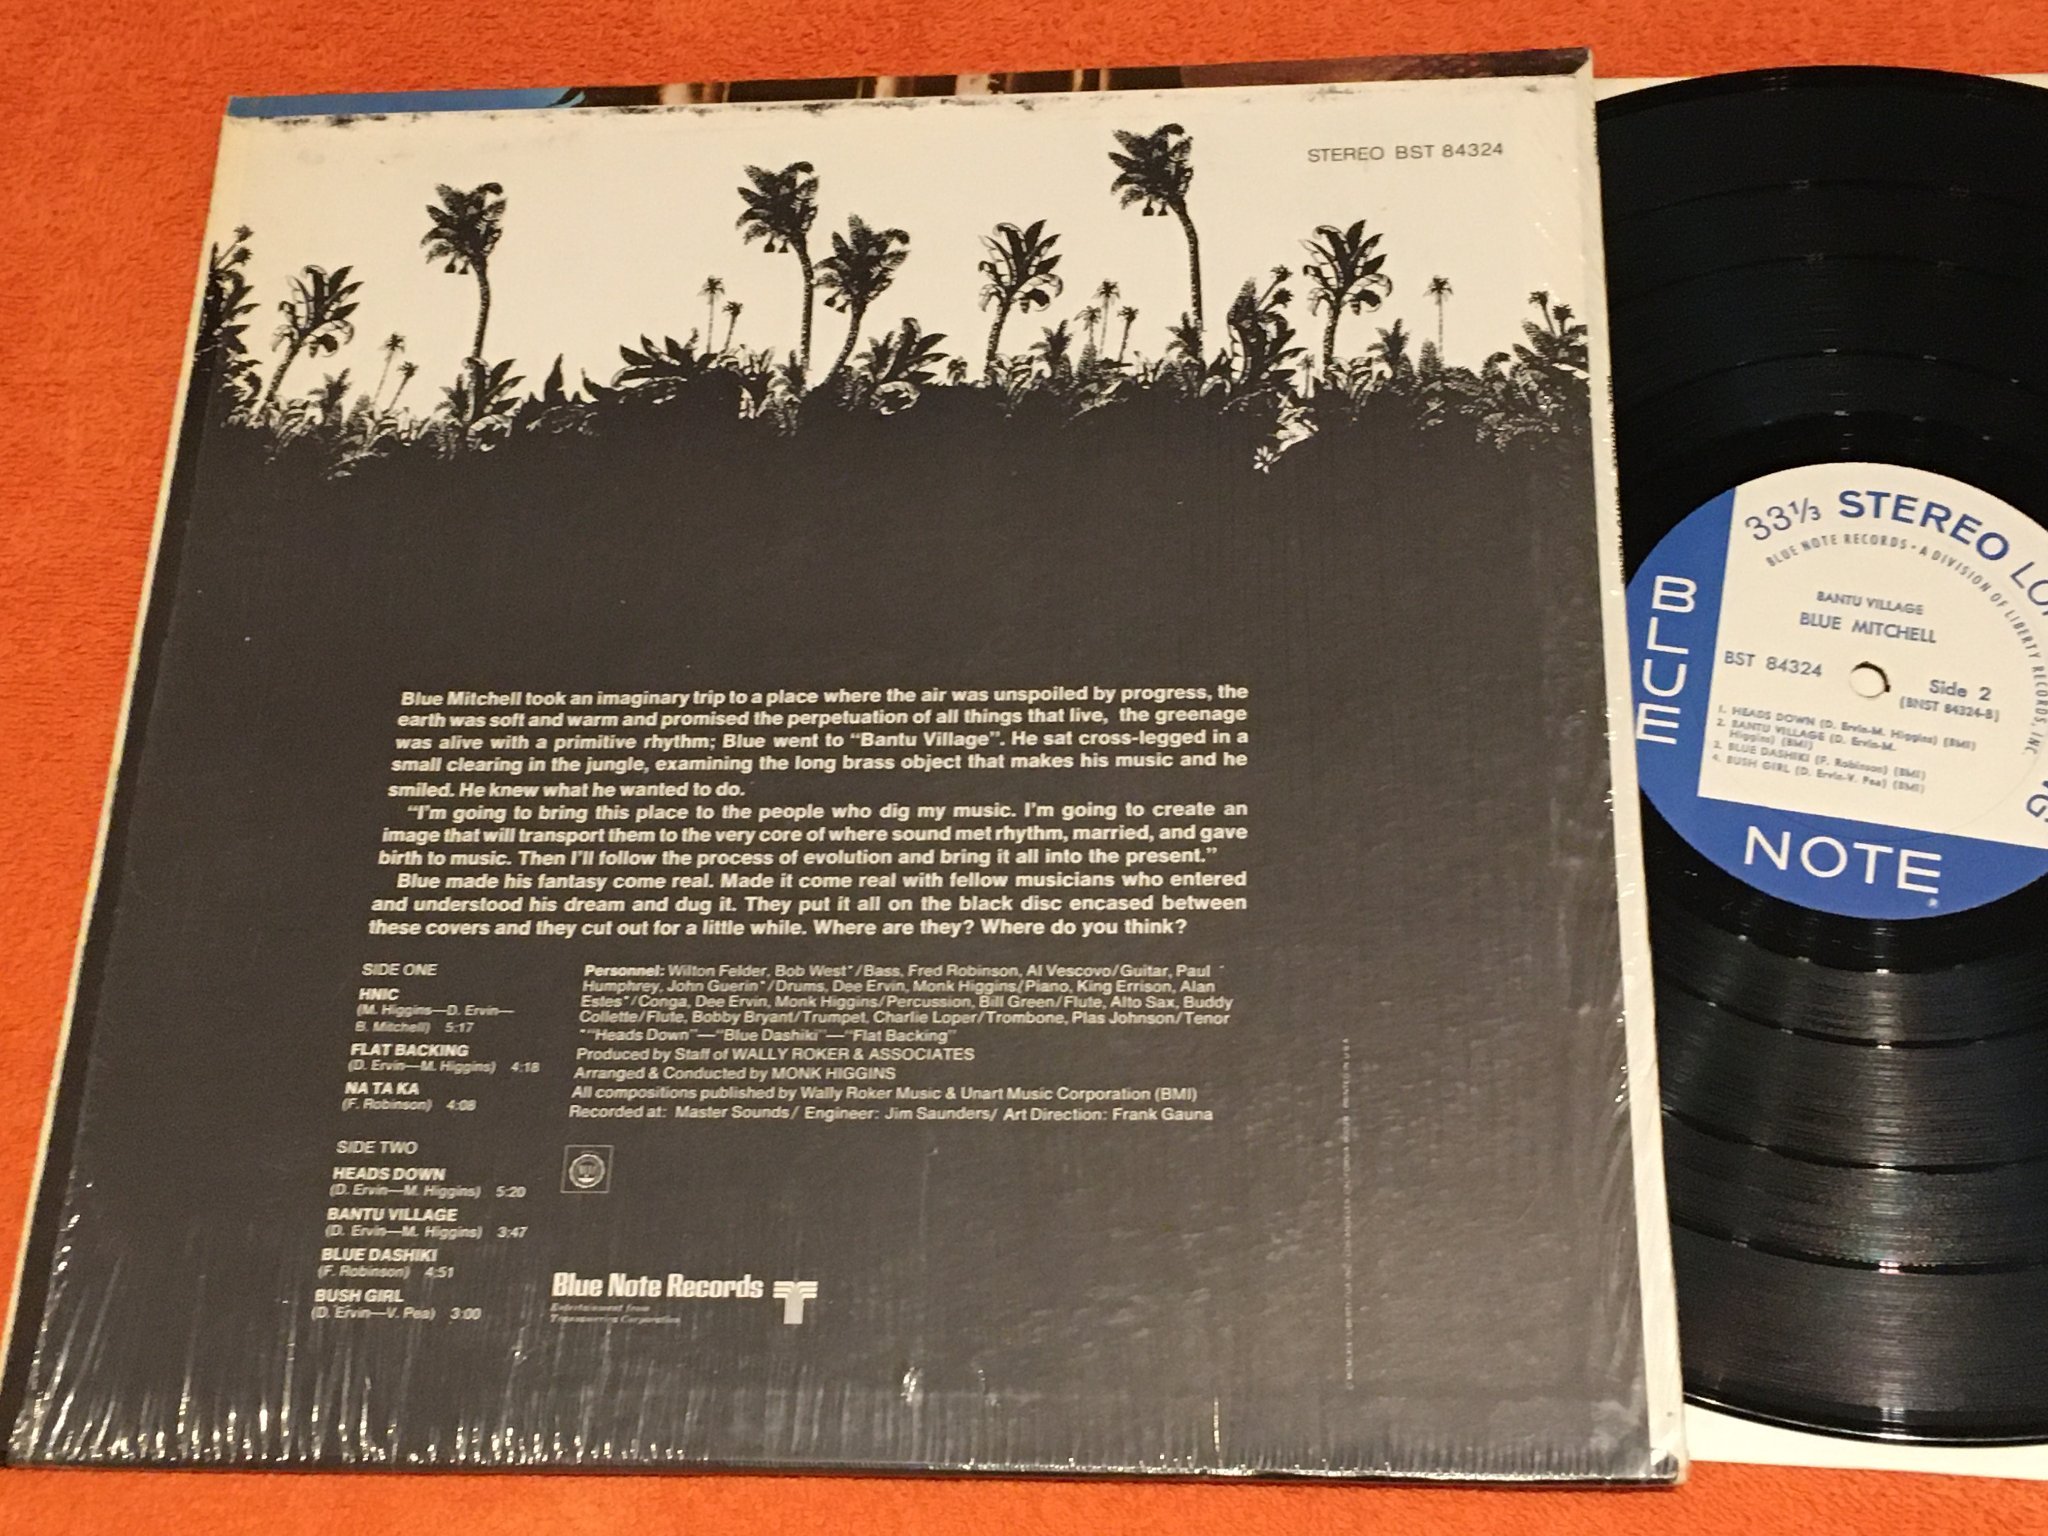 STEREO BST 84324
Blue Mitchell took an imaginary trip to a place where the air was unspoiled by progress, the
earth was soft and warm and promised the perpetuation of all things that live, the greenage
was alive with a primitive rhythm; Blue went to "Bantu Village". He sat cross-legged in a
small clearing in the jungle, examining the long brass object that makes his music and he
smiled. He knew what he wanted to do.
"I'm going to bring this place to the people who dig my music. I'm going to create an
image that will transport them to the very core of where sound met rhythm, married, and gave
birth to music. Then I'll follow the process of evolution and bring it all into the present."
Blue made his fantasy come real. Made it come real with fellow musicians who entered
and understood his dream and dug it. They put it all on the black disc encased between
these covers and they cut out for a little while. Where are they? Where do you think?
SIDE ONE
HNIC
(M. Higgins—D. Ervin—
B. Mitchell) 5:17
FLAT BACKING
(D. Ervin—M. Higgins) 4:18
NA TA KA
(F. Robinson) 4:08
SIDE TWO
HEADS DOWN
(D. Ervin—M. Higgins) 5:20
BANTU VILLAGE
(D. Ervin—M. Higgins) 3:47
BLUE DASHIKI
(F. Robinson) 4:51
BUSH GIRL
(D. Ervin—V. Pea) 3:00
Personnel: Wilton Felder, Bob West*/Bass, Fred Robinson, Al Vescovo/Guitar, Paul
Humphrey, John Guerin*/Drums, Dee Ervin, Monk Higgins/Piano, King Errison, Alan
Estes*/Conga, Dee Ervin, Monk Higgins/Percussion, Bill Green/Flute, Alto Sax, Buddy
Collette/Flute, Bobby Bryant/Trumpet, Charlie Loper/Trombone, Plas Johnson/Tenor
*"Heads Down"—"Blue Dashiki"—"Flat Backing"
Produced by Staff of WALLY ROKER & ASSOCIATES
Arranged & Conducted by MONK HIGGINS
All compositions published by Wally Roker Music & Unart Music Corporation (BMI)
Recorded at: Master Sounds/ Engineer: Jim Saunders/ Art Direction: Frank Gauna
Blue Note Records
Entertainment from
Transamerica Corporation
33⅓ STEREO
BLUE NOTE RECORDS • A DIVISION OF LIBERTY RECORDS, INC.
BANTU VILLAGE
BLUE MITCHELL
BST 84324
Side 2
(BNST 84324-B)
1. HEADS DOWN (D. Ervin-M. Higgins) (BMI)
2. BANTU VILLAGE (D. Ervin-M.
Higgins) (BMI)
3. BLUE DASHIKI (F. Robinson) (BMI)
4. BUSH GIRL (D. Ervin-V. Pea) (BMI)
BLUE
NOTE